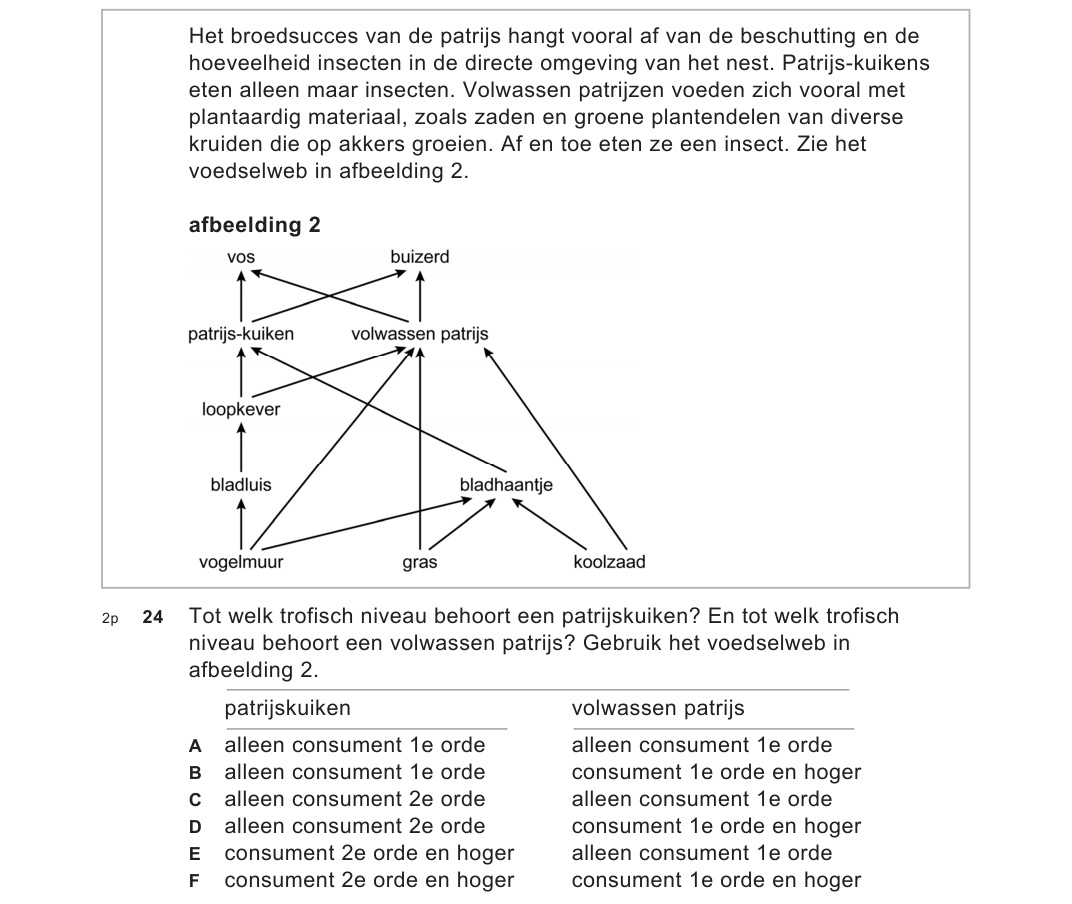 Het broedsucces van de patrijs hangt vooral af van de beschutting en de
hoeveelheid insecten in de directe omgeving van het nest. Patrijs-kuikens
eten alleen maar insecten. Volwassen patrijzen voeden zich vooral met
plantaardig materiaal, zoals zaden en groene plantendelen van diverse
kruiden die op akkers groeien. Af en toe eten ze een insect. Zie het
voedselweb in afbeelding 2.
afbeelding 2
vos buizerd
patrijs-kuiken volwassen patrijs
loopkever
bladluis bladhaantje
vogelmuur gras koolzaad
2p 24 Tot welk trofisch niveau behoort een patrijskuiken? En tot welk trofisch
niveau behoort een volwassen patrijs? Gebruik het voedselweb in
afbeelding 2.
patrijskuiken volwassen patrijs
A alleen consument 1e orde alleen consument 1e orde
B alleen consument 1e orde consument 1e orde en hoger
C alleen consument 2e orde alleen consument 1e orde
D alleen consument 2e orde consument 1e orde en hoger
E consument 2e orde en hoger alleen consument 1e orde
F consument 2e orde en hoger consument 1e orde en hoger